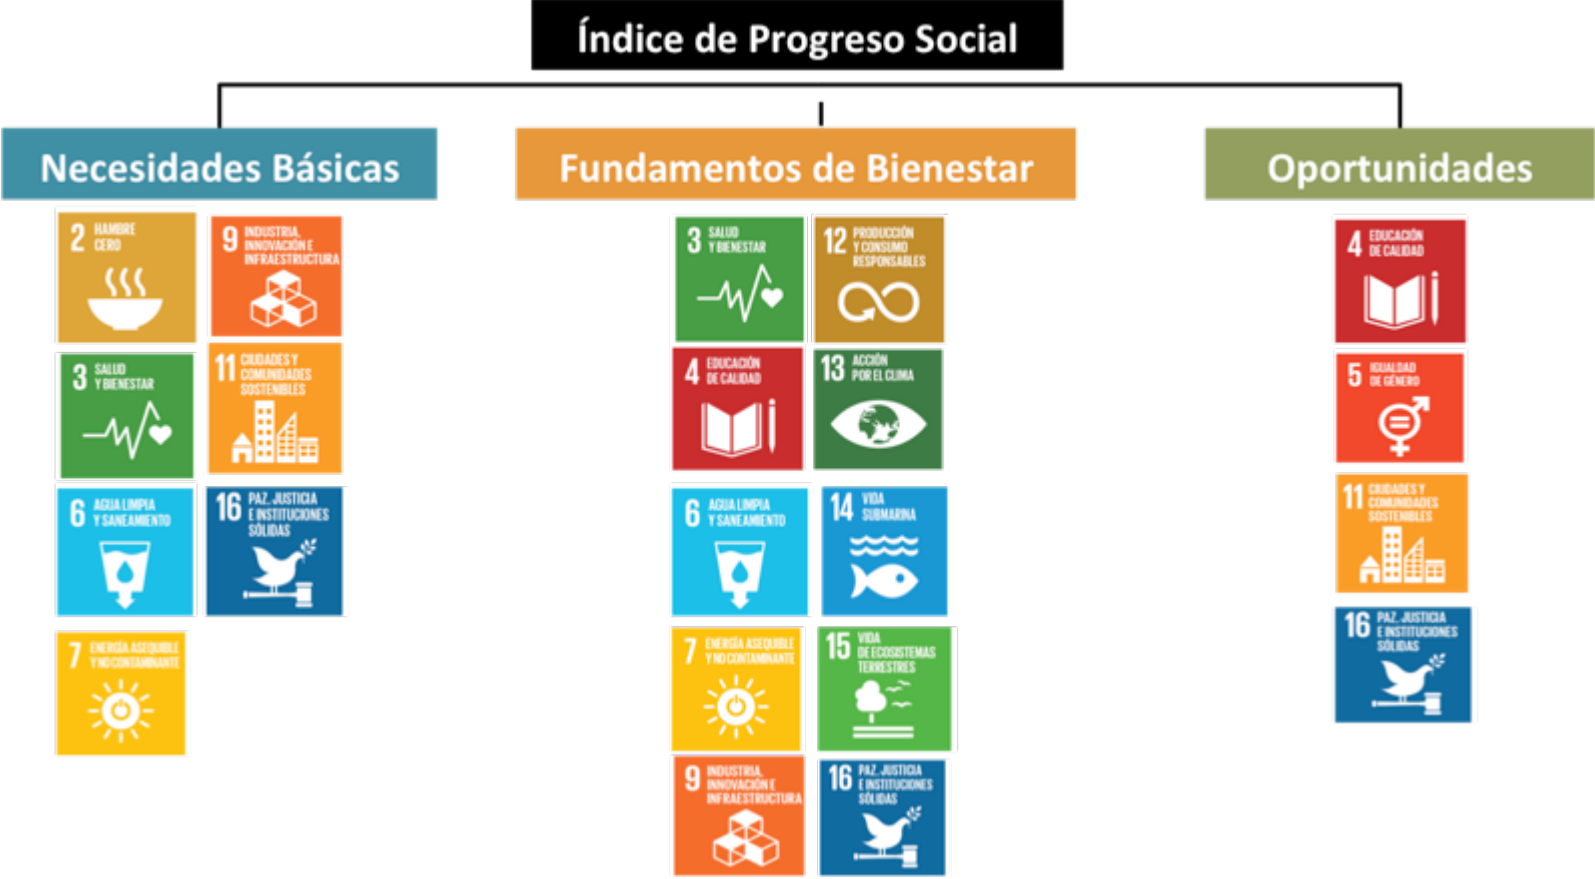 Índice de Progreso Social
Necesidades Básicas
2 HAMBRE
CERO
9 INDUSTRIA,
INNOVACIÓN E
INFRAESTRUCTURA
3 SALUD
Y BIENESTAR
11 CIUDADES Y
COMUNIDADES
SOSTENIBLES
6 AGUA LIMPIA
Y SANEAMIENTO
16 PAZ, JUSTICIA
E INSTITUCIONES
SÓLIDAS
7 ENERGÍA ASEQUIBLE
Y NO CONTAMINANTE
Fundamentos de Bienestar
3 SALUD
Y BIENESTAR
12 PRODUCCIÓN
Y CONSUMO
RESPONSABLES
4 EDUCACIÓN
DE CALIDAD
13 ACCIÓN
POR EL CLIMA
6 AGUA LIMPIA
Y SANEAMIENTO
14 VIDA
SUBMARINA
7 ENERGÍA ASEQUIBLE
Y NO CONTAMINANTE
15 VIDA
DE ECOSISTEMAS
TERRESTRES
9 INDUSTRIA,
INNOVACIÓN E
INFRAESTRUCTURA
16 PAZ, JUSTICIA
E INSTITUCIONES
SÓLIDAS
Oportunidades
4 EDUCACIÓN
DE CALIDAD
5 IGUALDAD
DE GÉNERO
11 CIUDADES Y
COMUNIDADES
SOSTENIBLES
16 PAZ, JUSTICIA
E INSTITUCIONES
SÓLIDAS